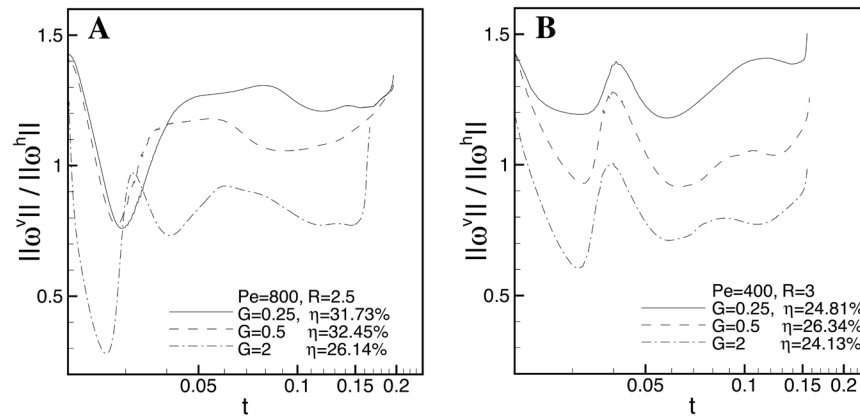 A
1.5
1
0.5
||ω^v|| / ||ω^h||
Pe=800, R=2.5
G=0.25, η=31.73%
G=0.5 η=32.45%
G=2 η=26.14%
0.05 0.1 0.15 0.2
t
B
1.5
1
0.5
||ω^v|| / ||ω^h||
Pe=400, R=3
G=0.25, η=24.81%
G=0.5 η=26.34%
G=2 η=24.13%
0.05 0.1 0.15 0.2
t